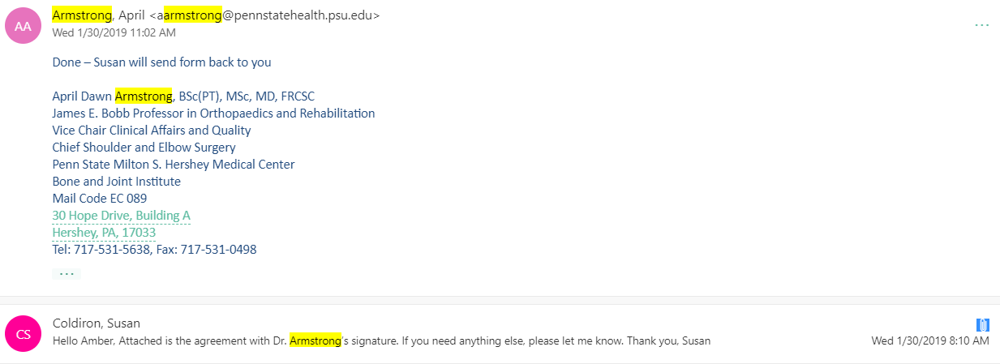 AA
Armstrong, April <aarmstrong@pennstatehealth.psu.edu>
Wed 1/30/2019 11:02 AM
...
Done – Susan will send form back to you
April Dawn Armstrong, BSc(PT), MSc, MD, FRCSC
James E. Bobb Professor in Orthopaedics and Rehabilitation
Vice Chair Clinical Affairs and Quality
Chief Shoulder and Elbow Surgery
Penn State Milton S. Hershey Medical Center
Bone and Joint Institute
Mail Code EC 089
30 Hope Drive, Building A
Hershey, PA, 17033
Tel: 717-531-5638, Fax: 717-531-0498
...
CS
Coldiron, Susan
Hello Amber, Attached is the agreement with Dr. Armstrong's signature. If you need anything else, please let me know. Thank you, Susan
Wed 1/30/2019 8:10 AM